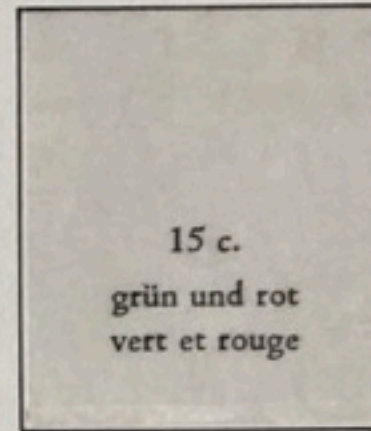 15 c.
grün und rot
vert et rouge